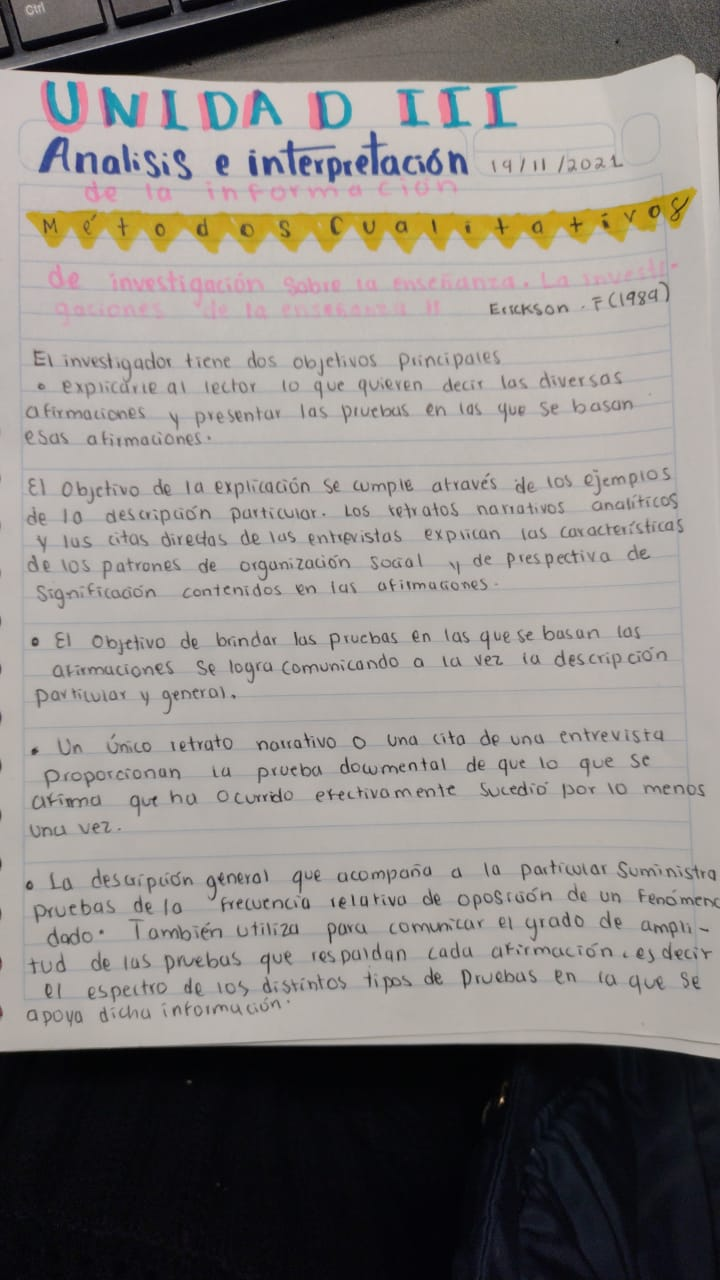 Ctrl
UNIDAD III
Analisis e interpretación 19/11/2021
de la información
Métodos Cualitativos
de investigación sobre la enseñanza. La investi-
gaciones de la enseñanza II
Erickson . F (1989)
El investigador tiene dos objetivos principales
• explicarle al lector lo que quieren decir las diversas
afirmaciones y presentar las pruebas en las que se basan
esas afirmaciones.
El Objetivo de la explicación se cumple através de los ejemplos
de la descripción particular. Los retratos narrativos analíticos
y las citas directas de las entrevistas explican las características
de los patrones de organización social y de prespectiva de
Significación contenidos en las afirmaciones.
• El Objetivo de brindar las pruebas en las que se basan las
afirmaciones se logra comunicando a la vez la descripción
particular y general.
• Un único retrato narrativo o una cita de una entrevista
proporcionan la prueba documental de que lo que se
afirma que ha ocurrido efectivamente sucedió por lo menos
una vez.
• La descripción general que acompaña a la particular Suministra
pruebas de la frecuencia relativa de oposición de un fenómeno
dado. También utiliza para comunicar el grado de ampli-
tud de las pruebas que respaldan cada afirmación, es decir
el espectro de los distintos tipos de pruebas en la que se
apoya dicha información.